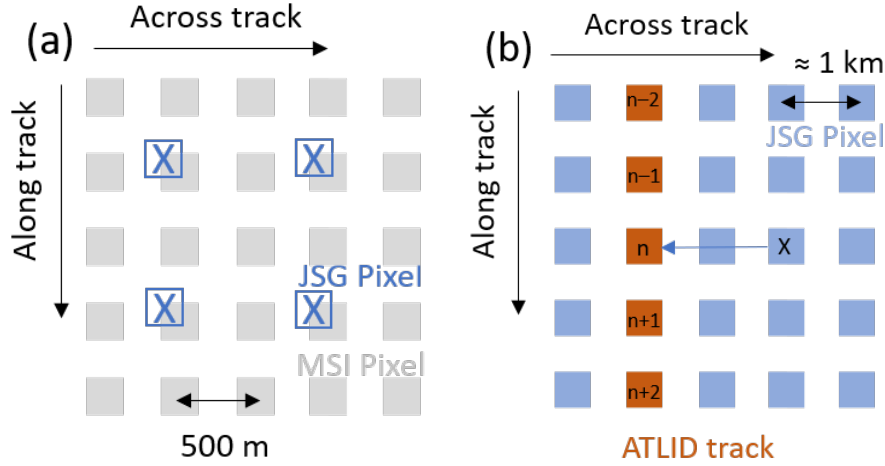 (a)
Across track
Along track
X
X
X
X
JSG Pixel
MSI Pixel
500 m
(b)
Across track
≈ 1 km
JSG Pixel
Along track
n−2
n−1
n
X
n+1
n+2
ATLID track